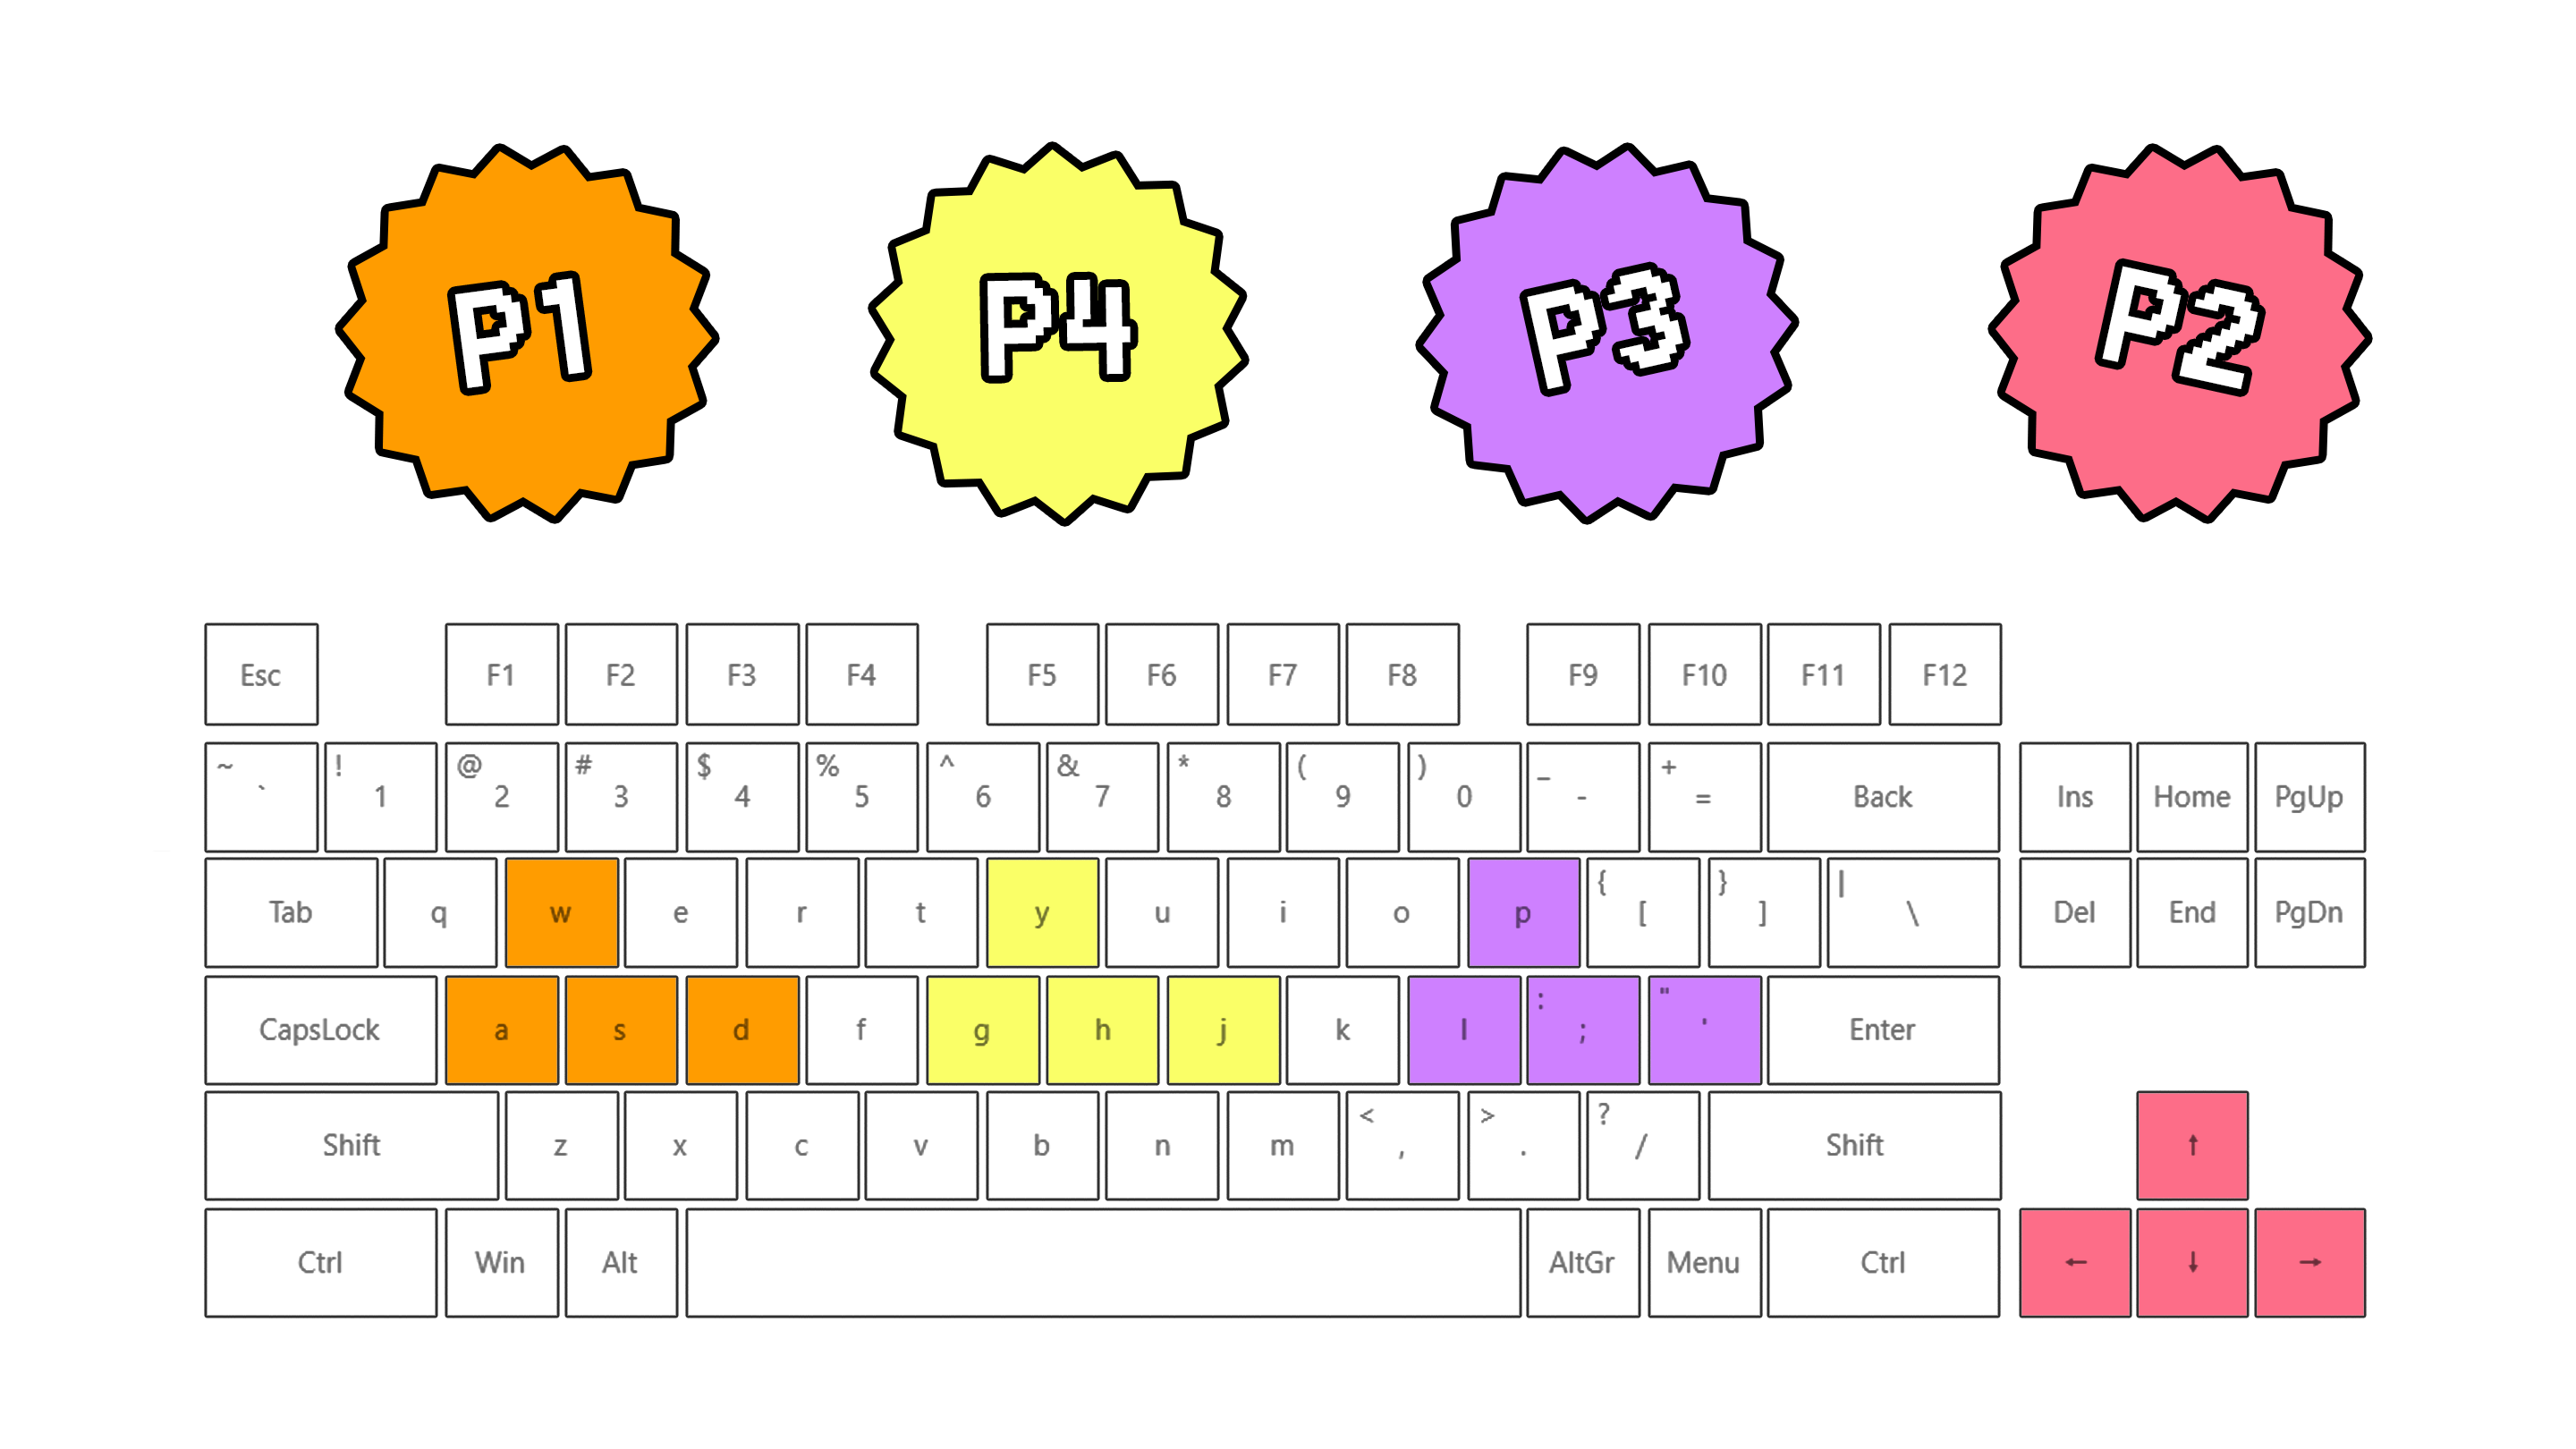 P1 P4 P3 P2
Esc F1 F2 F3 F4 F5 F6 F7 F8 F9 F10 F11 F12
~ ` ! 1 @ 2 # 3 $ 4 % 5 ^ 6 & 7 * 8 ( 9 ) 0 _ - + = Back Ins Home PgUp
Tab q w e r t y u i o p { [ } ] | \ Del End PgDn
CapsLock a s d f g h j k l : ; " ' Enter
Shift z x c v b n m < , > . ? / Shift ↑
Ctrl Win Alt AltGr Menu Ctrl ← ↓ →